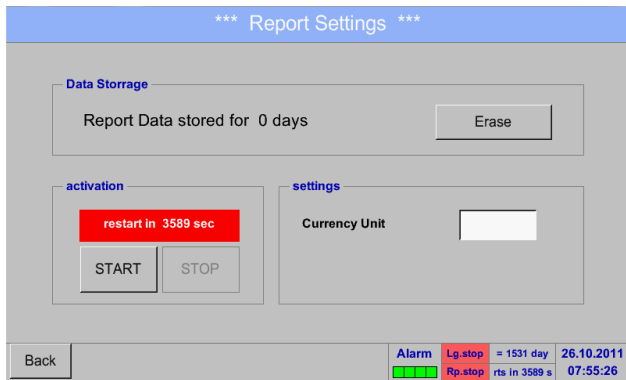 *** Report Settings ***
Data Storrage
Report Data stored for 0 days
Erase
activation
restart in 3589 sec
START
STOP
settings
Currency Unit
Back
Alarm
Lg.stop
= 1531 day
26.10.2011
Rp.stop
rts in 3589 s
07:55:26